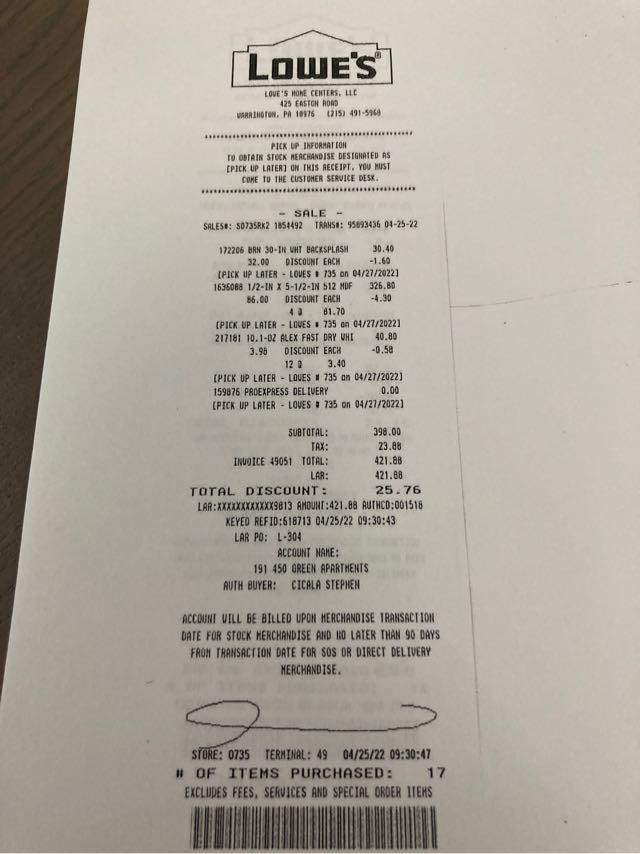 LOWE'S®
LOWE'S HOME CENTERS, LLC
425 EASTON ROAD
WARRINGTON, PA 18976 (215) 491-5960
PICK UP INFORMATION
TO OBTAIN STOCK MERCHANDISE DESIGNATED AS
[PICK UP LATER] ON THIS RECEIPT, YOU MUST
COME TO THE CUSTOMER SERVICE DESK.
- SALE -
SALES#: S0735RK2 1854492 TRANS#: 95893436 04-25-22
172206 BRN 30-IN WHT BACKSPLASH 30.40
32.00 DISCOUNT EACH -1.60
[PICK UP LATER - LOWES # 735 on 04/27/2022]
1636088 1/2-IN X 5-1/2-IN 512 MDF 326.80
86.00 DISCOUNT EACH -4.30
4 @ 81.70
[PICK UP LATER - LOWES # 735 on 04/27/2022]
217181 10.1-OZ ALEX FAST DRY WHI 40.80
3.98 DISCOUNT EACH -0.58
12 @ 3.40
[PICK UP LATER - LOWES # 735 on 04/27/2022]
159876 PROEXPRESS DELIVERY 0.00
[PICK UP LATER - LOWES # 735 on 04/27/2022]
SUBTOTAL: 398.00
TAX: 23.88
INVOICE 49051 TOTAL: 421.88
LAR: 421.88
TOTAL DISCOUNT: 25.76
LAR:XXXXXXXXXXXX9813 AMOUNT:421.88 AUTHCD:001518
KEYED REFID:618713 04/25/22 09:30:43
LAR PO: L-304
ACCOUNT NAME:
191 450 GREEN APARTMENTS
AUTH BUYER: CICALA STEPHEN
ACCOUNT WILL BE BILLED UPON MERCHANDISE TRANSACTION
DATE FOR STOCK MERCHANDISE AND NO LATER THAN 90 DAYS
FROM TRANSACTION DATE FOR SOS OR DIRECT DELIVERY
MERCHANDISE.
STORE: 0735 TERMINAL: 49 04/25/22 09:30:47
# OF ITEMS PURCHASED: 17
EXCLUDES FEES, SERVICES AND SPECIAL ORDER ITEMS